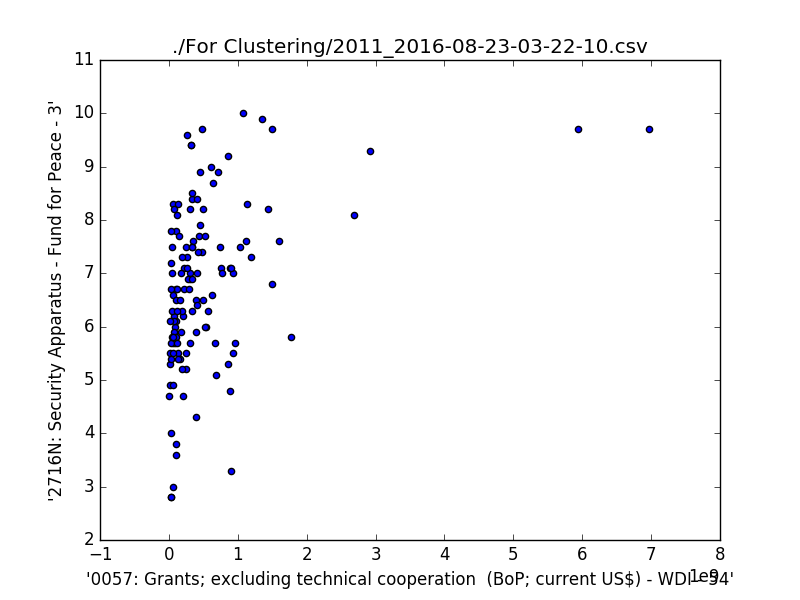 ./For Clustering/2011_2016-08-23-03-22-10.csv
11
10
9
8
7
6
5
4
3
2
'2716N: Security Apparatus - Fund for Peace - 3'
−1 0 1 2 3 4 5 6 7 8
1e9
'0057: Grants; excluding technical cooperation (BoP; current US$) - WDI - 54'